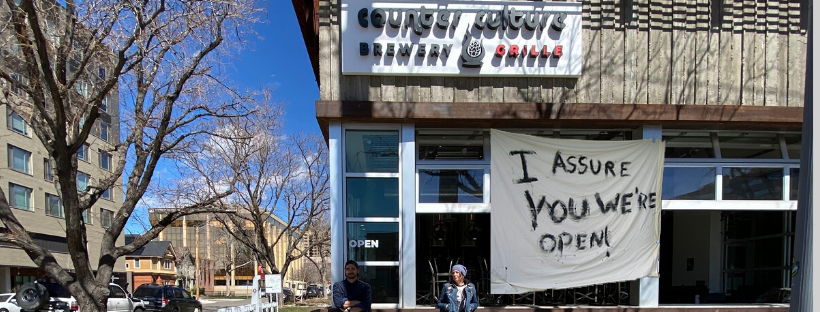 counter culture
BREWERY GRILLE
I ASSURE
YOU WE'RE
OPEN!
OPEN